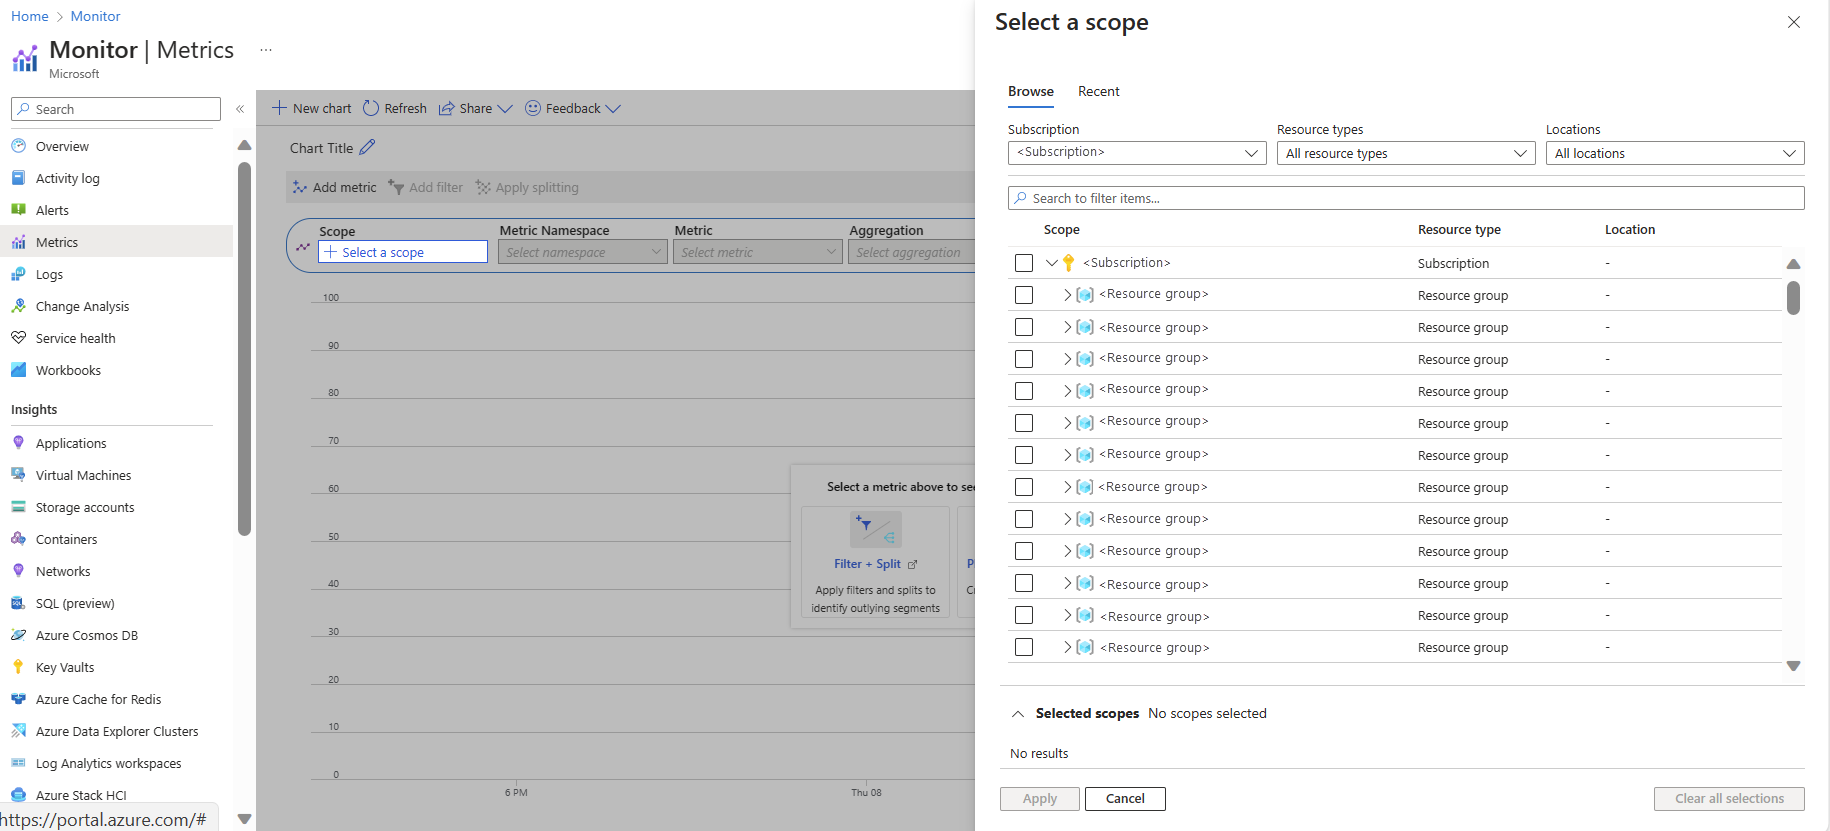 Home > Monitor
Monitor | Metrics ...
Microsoft
Search «
Overview
Activity log
Alerts
Metrics
Logs
Change Analysis
Service health
Workbooks
Insights
Applications
Virtual Machines
Storage accounts
Containers
Networks
SQL (preview)
Azure Cosmos DB
Key Vaults
Azure Cache for Redis
Azure Data Explorer Clusters
Log Analytics workspaces
Azure Stack HCI
https://portal.azure.com/#
New chart Refresh Share Feedback
Chart Title
Add metric Add filter Apply splitting
Scope Metric Namespace Metric Aggregation
Select a scope Select namespace Select metric Select aggregation
100
90
80
70
60
50
40
30
20
10
0
6 PM Thu 08
Select a metric above to see
Filter + Split
Apply filters and splits to
identify outlying segments
Select a scope
Browse Recent
Subscription Resource types Locations
<Subscription> All resource types All locations
Search to filter items...
Scope Resource type Location
<Subscription> Subscription -
<Resource group> Resource group -
<Resource group> Resource group -
<Resource group> Resource group -
<Resource group> Resource group -
<Resource group> Resource group -
<Resource group> Resource group -
<Resource group> Resource group -
<Resource group> Resource group -
<Resource group> Resource group -
<Resource group> Resource group -
<Resource group> Resource group -
<Resource group> Resource group -
Selected scopes No scopes selected
No results
Apply Cancel Clear all selections